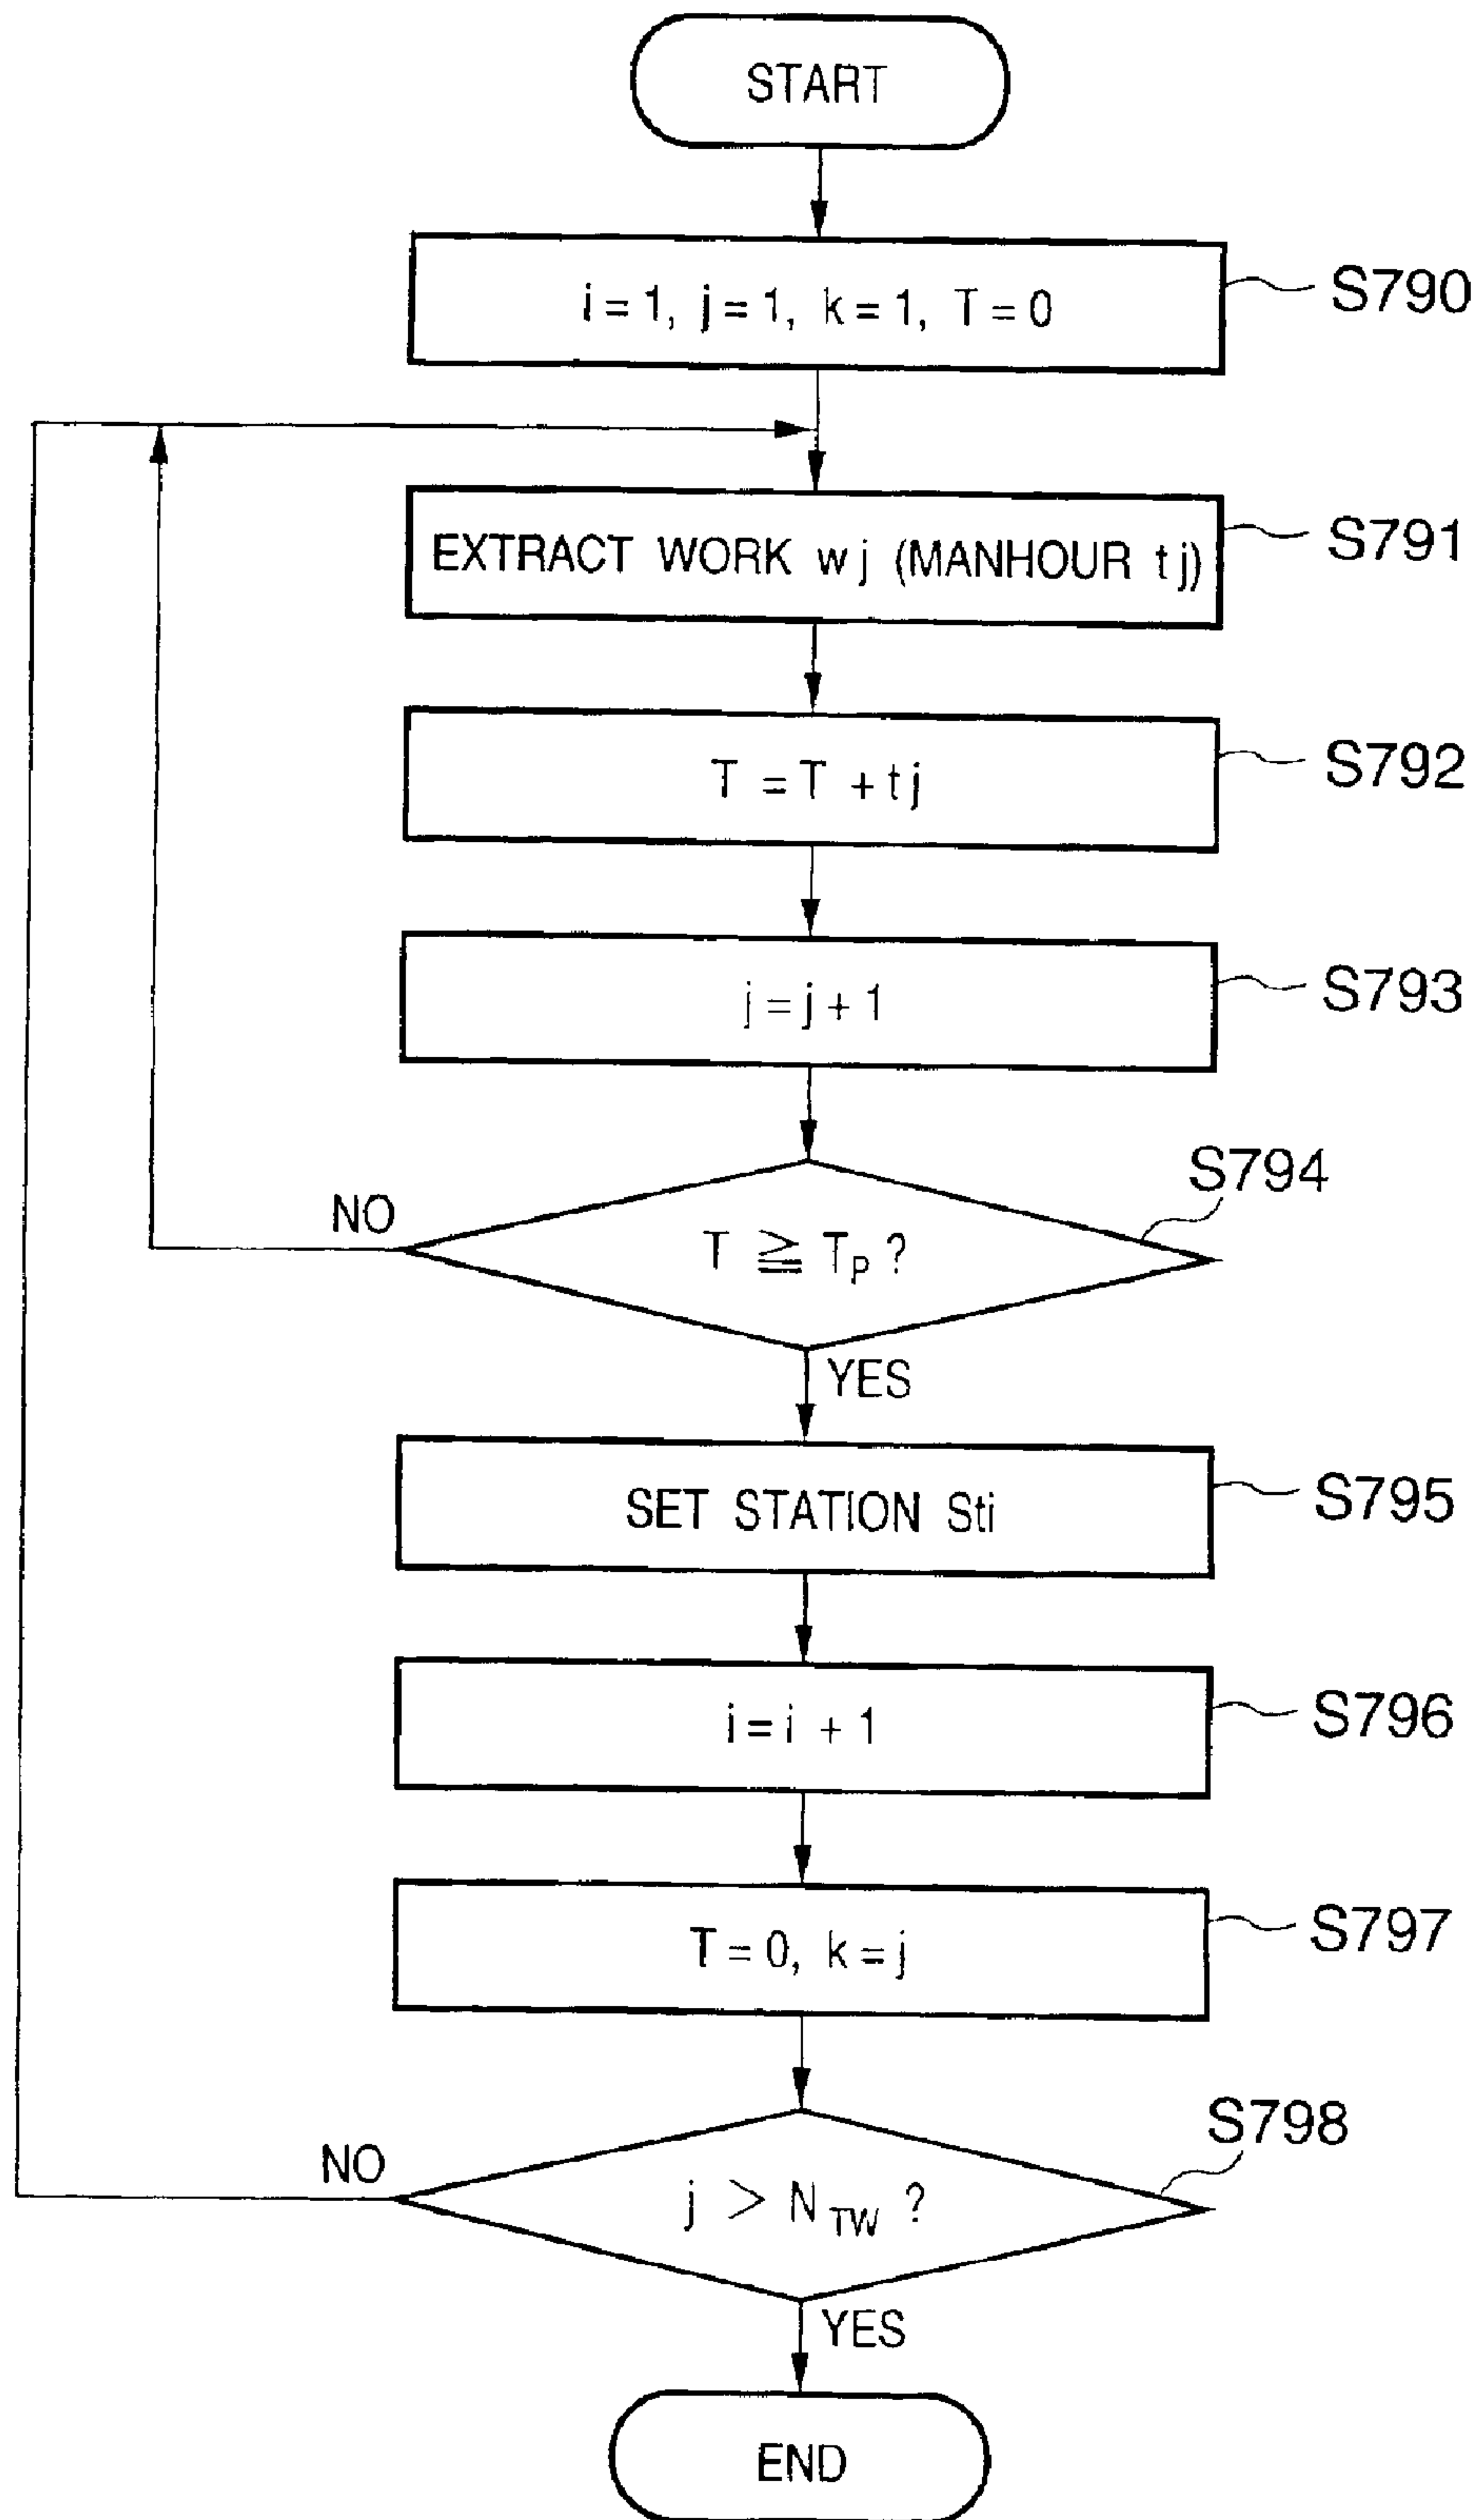 START
i = 1, j = 1, k = 1, T = 0
S790
EXTRACT WORK wj (MANHOUR tj)
S791
T = T + tj
S792
j = j + 1
S793
S794
NO
T ≧ TP ?
YES
SET STATION Sti
S795
i = i + 1
S796
T = 0, k = j
S797
S798
NO
j > NTW ?
YES
END